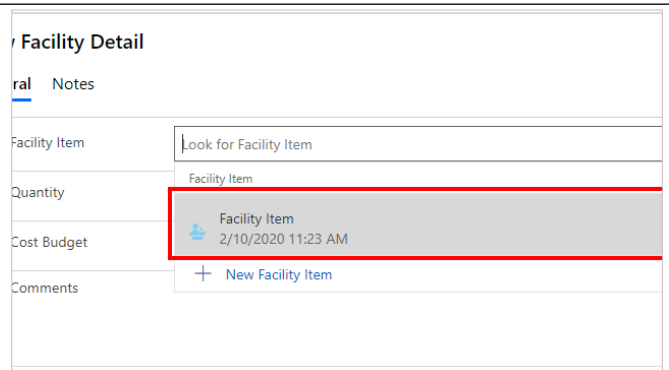 Facility Detail
ral Notes
Facility Item
Look for Facility Item
Facility Item
Quantity
Facility Item
2/10/2020 11:23 AM
Cost Budget
New Facility Item
Comments